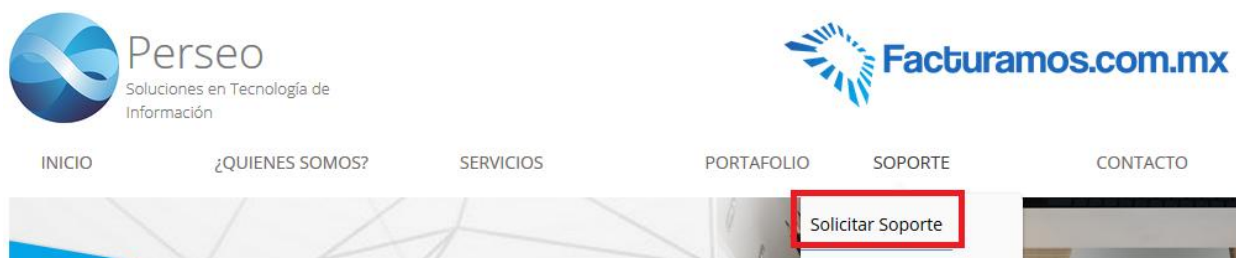 Perseo
Soluciones en Tecnología de
Información
Facturamos.com.mx
INICIO ¿QUIENES SOMOS? SERVICIOS PORTAFOLIO SOPORTE CONTACTO
Solicitar Soporte